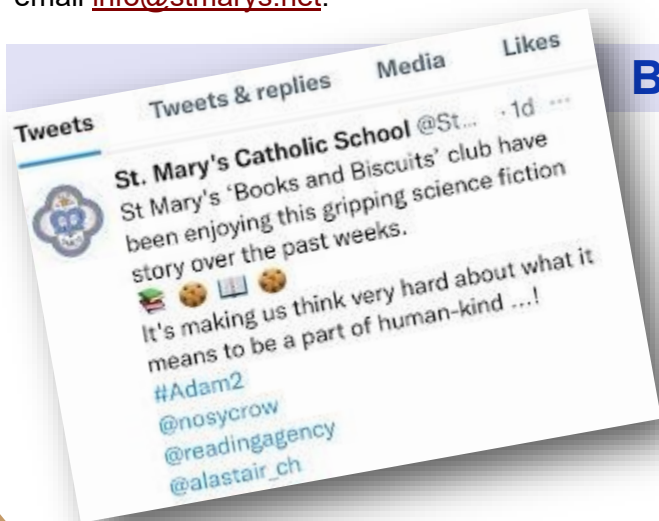 email info@stmarys.net.
B
Tweets
Tweets & replies
Media
Likes
St. Mary's Catholic School @St... · 1d ...
St Mary's ‘Books and Biscuits’ club have
been enjoying this gripping science fiction
story over the past weeks.
📚 🍪 📖 🍪
It's making us think very hard about what it
means to be a part of human-kind ...!
#Adam2
@nosycrow
@readingagency
@alastair_ch